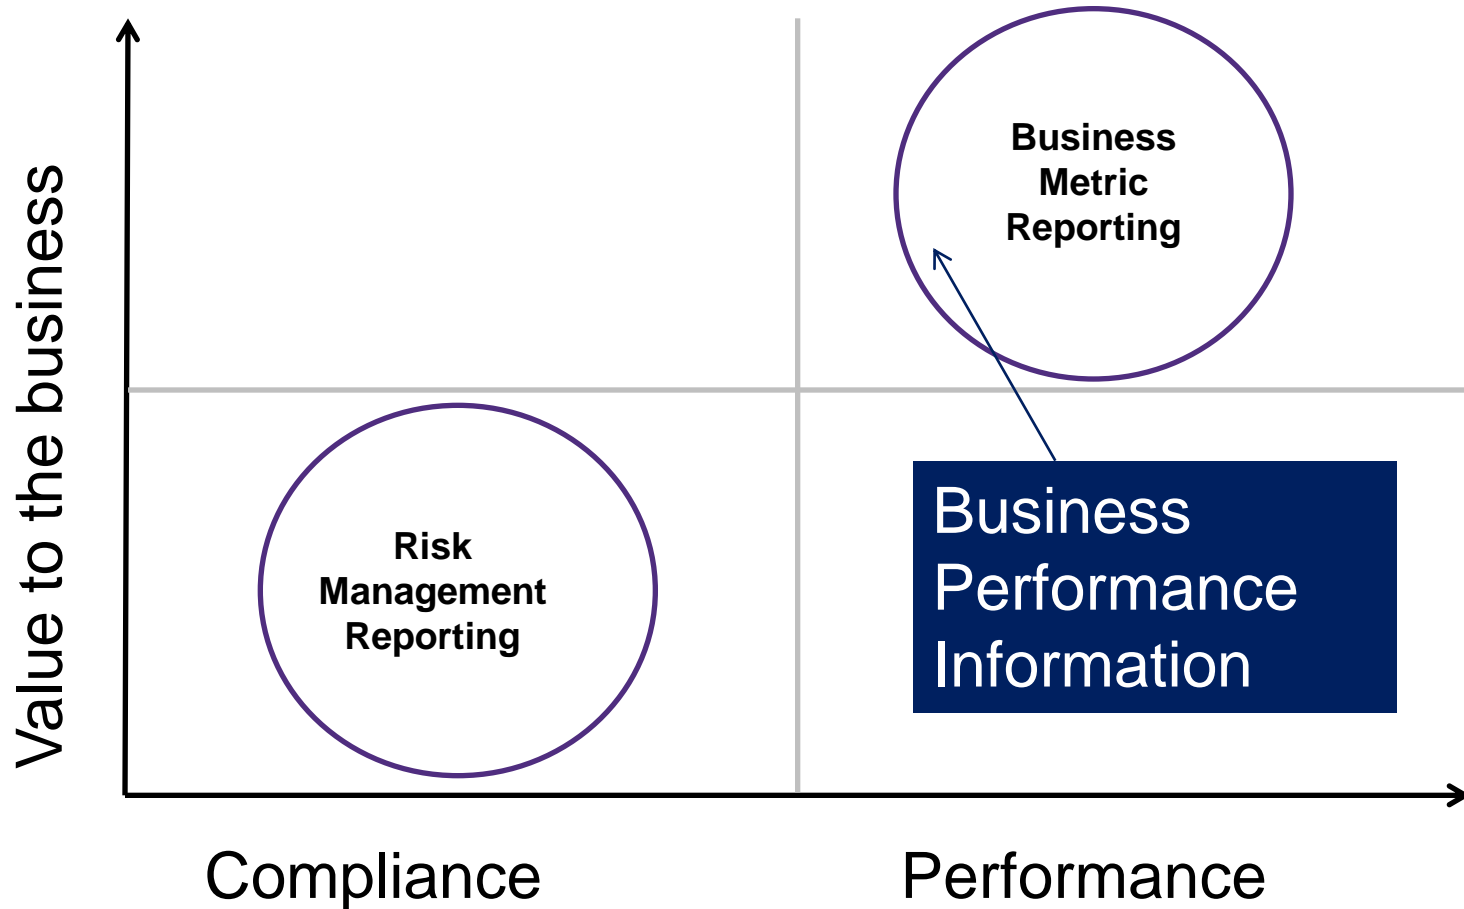 Value to the business
Business
Metric
Reporting
Risk
Management
Reporting
Business
Performance
Information
Compliance
Performance